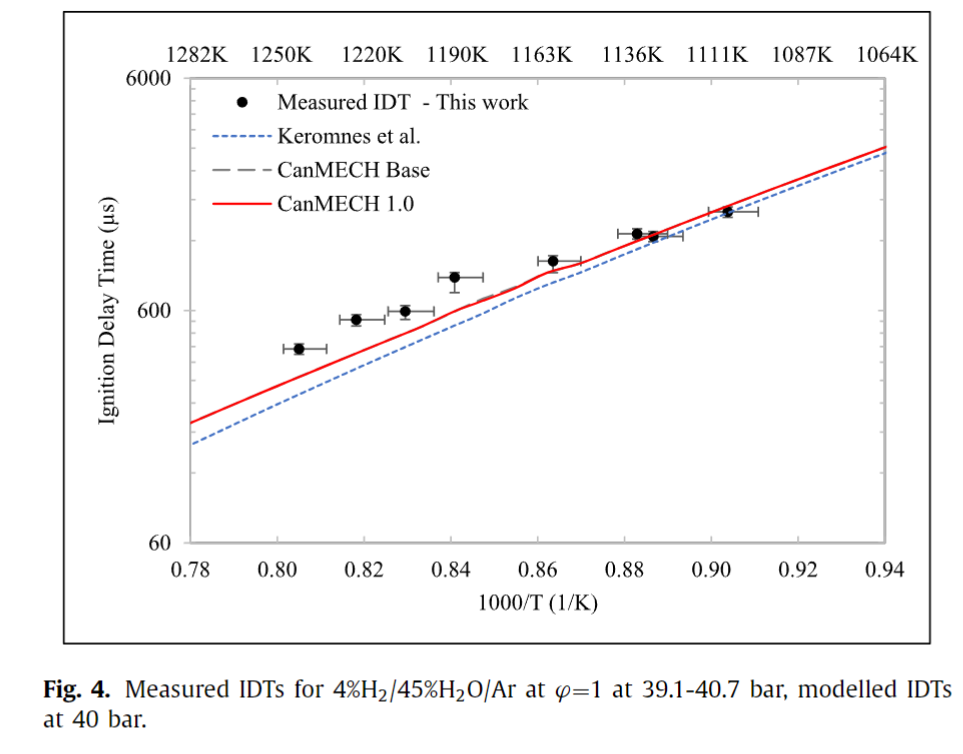 1282K 1250K 1220K 1190K 1163K 1136K 1111K 1087K 1064K
6000
Measured IDT - This work
Keromnes et al.
CanMECH Base
CanMECH 1.0
Ignition Delay Time (µs)
600
60
0.78 0.80 0.82 0.84 0.86 0.88 0.90 0.92 0.94
1000/T (1/K)
Fig. 4. Measured IDTs for 4%H₂/45%H₂O/Ar at φ=1 at 39.1-40.7 bar, modelled IDTs
at 40 bar.